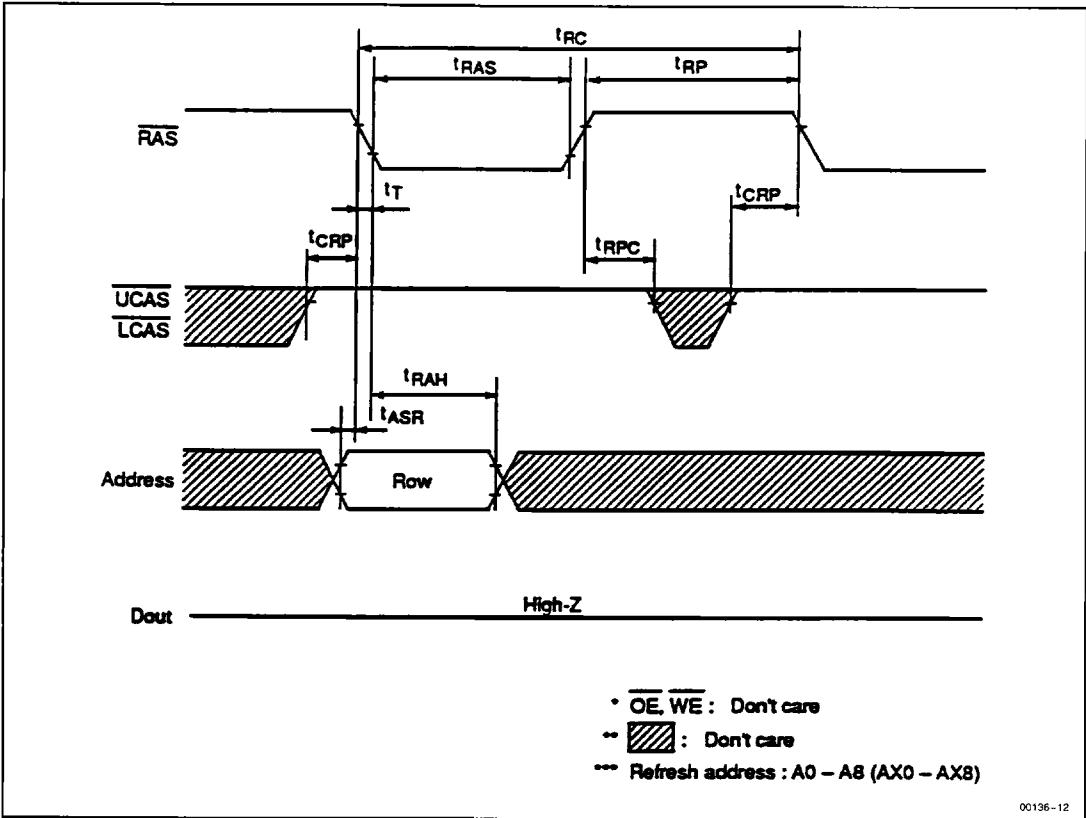 tRC
tRAS
tRP
RAS
tT
tCRP
tCRP
tRPC
UCAS
LCAS
tRAH
tASR
Address
Row
Dout
High-Z
* OE, WE : Don't care
** : Don't care
*** Refresh address : A0 – A8 (AX0 – AX8)
00136-12